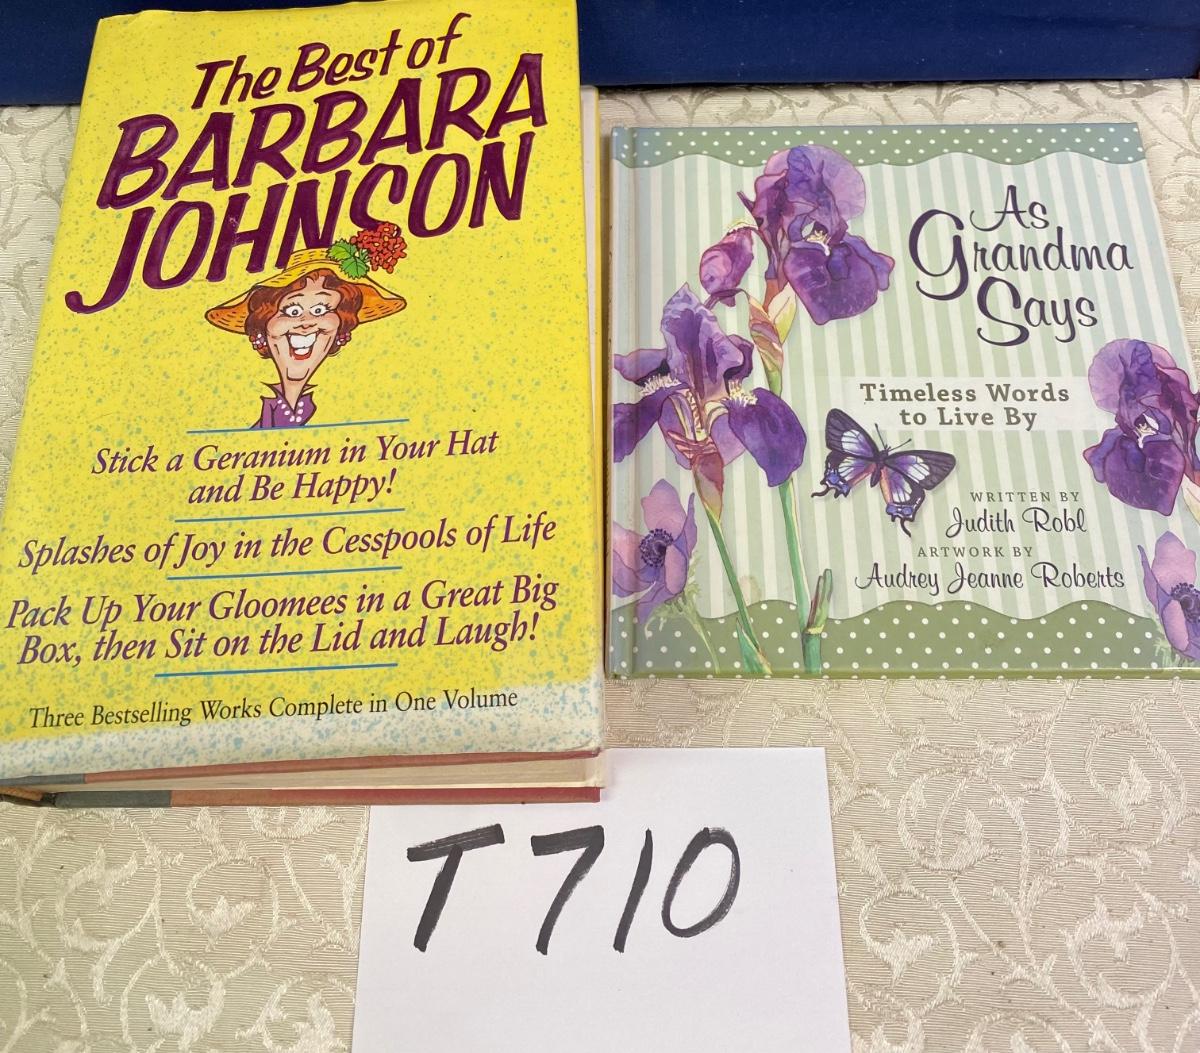 The Best of
BARBARA
JOHNSON
Stick a Geranium in Your Hat
and Be Happy!
Splashes of Joy in the Cesspools of Life
Pack Up Your Gloomees in a Great Big
Box, then Sit on the Lid and Laugh!
Three Bestselling Works Complete in One Volume
As
Grandma
Says
Timeless Words
to Live By
WRITTEN BY
Judith Robl
ARTWORK BY
Audrey Jeanne Roberts
T710